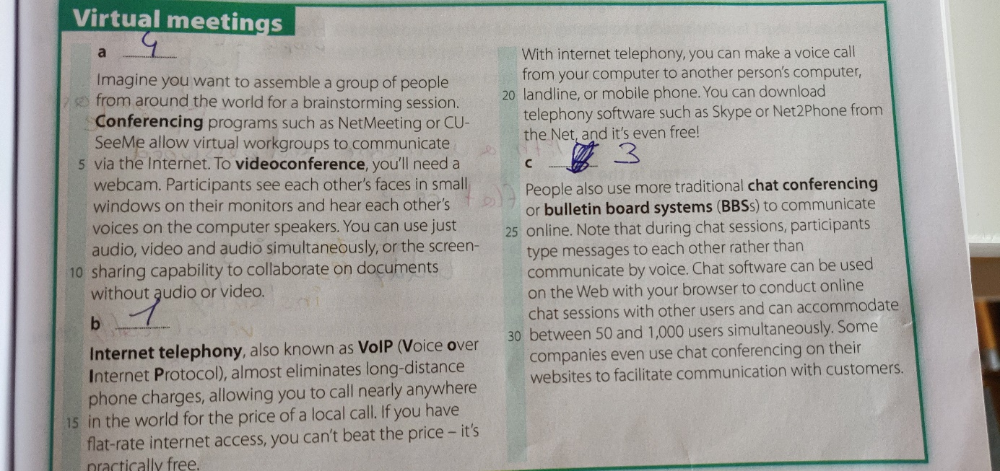 Virtual meetings
a 4
Imagine you want to assemble a group of people
from around the world for a brainstorming session.
Conferencing programs such as NetMeeting or CU-
SeeMe allow virtual workgroups to communicate
5 via the Internet. To videoconference, you'll need a
webcam. Participants see each other's faces in small
windows on their monitors and hear each other's
voices on the computer speakers. You can use just
audio, video and audio simultaneously, or the screen-
10 sharing capability to collaborate on documents
without audio or video.
b 1
Internet telephony, also known as VoIP (Voice over
Internet Protocol), almost eliminates long-distance
phone charges, allowing you to call nearly anywhere
15 in the world for the price of a local call. If you have
flat-rate internet access, you can't beat the price – it's
practically free.
With internet telephony, you can make a voice call
from your computer to another person's computer,
20 landline, or mobile phone. You can download
telephony software such as Skype or Net2Phone from
the Net, and it's even free!
c 3
People also use more traditional chat conferencing
or bulletin board systems (BBSs) to communicate
25 online. Note that during chat sessions, participants
type messages to each other rather than
communicate by voice. Chat software can be used
on the Web with your browser to conduct online
chat sessions with other users and can accommodate
30 between 50 and 1,000 users simultaneously. Some
companies even use chat conferencing on their
websites to facilitate communication with customers.